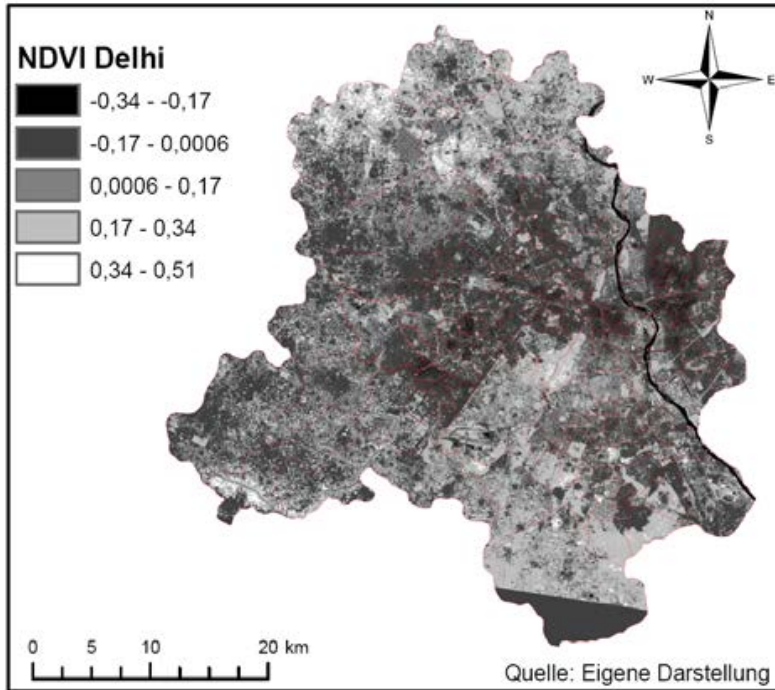 NDVI Delhi
-0,34 - -0,17
-0,17 - 0,0006
0,0006 - 0,17
0,17 - 0,34
0,34 - 0,51
N
W E
S
0 5 10 20 km
Quelle: Eigene Darstellung